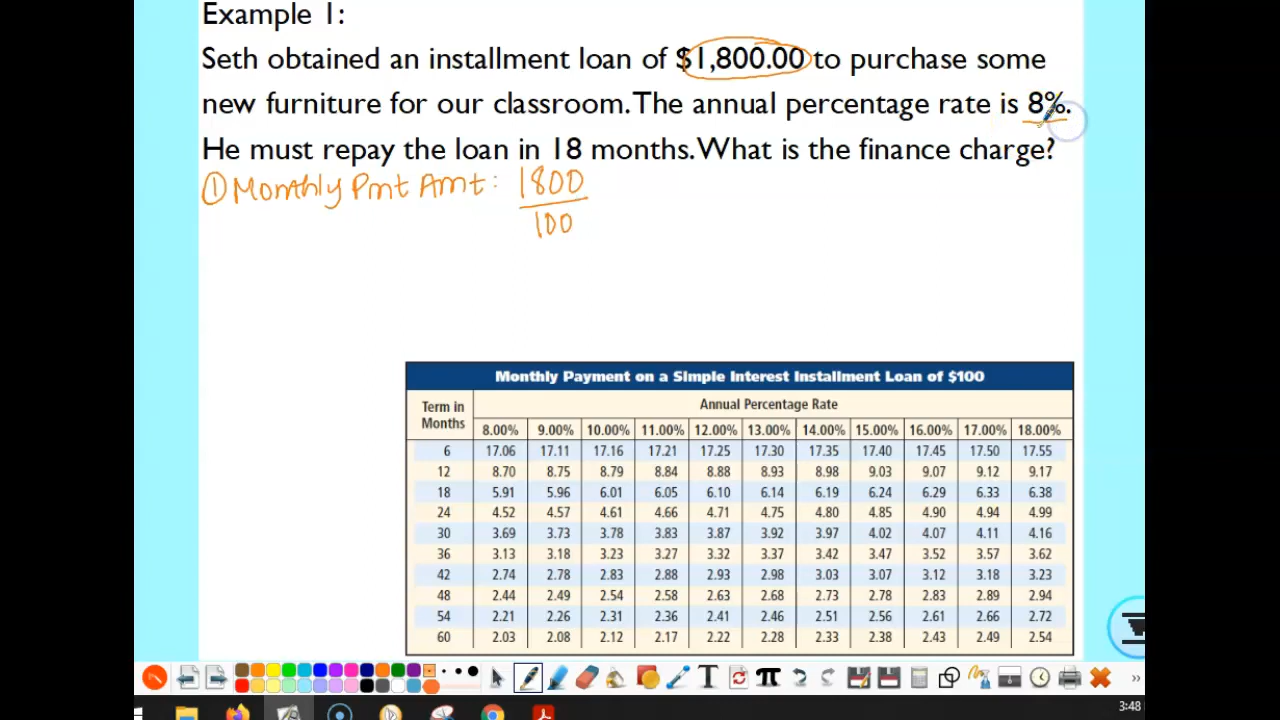 Example 1:
Seth obtained an installment loan of $1,800.00 to purchase some
new furniture for our classroom. The annual percentage rate is 8%.
He must repay the loan in 18 months. What is the finance charge?
① Monthly Pmt Amt: 1800
100
Monthly Payment on a Simple Interest Installment Loan of $100
Annual Percentage Rate
Term in
Months
8.00% 9.00% 10.00% 11.00% 12.00% 13.00% 14.00% 15.00% 16.00% 17.00% 18.00%
6 17.06 17.11 17.16 17.21 17.25 17.30 17.35 17.40 17.45 17.50 17.55
12 8.70 8.75 8.79 8.84 8.88 8.93 8.98 9.03 9.07 9.12 9.17
18 5.91 5.96 6.01 6.05 6.10 6.14 6.19 6.24 6.29 6.33 6.38
24 4.52 4.57 4.61 4.66 4.71 4.75 4.80 4.85 4.90 4.94 4.99
30 3.69 3.73 3.78 3.83 3.87 3.92 3.97 4.02 4.07 4.11 4.16
36 3.13 3.18 3.23 3.27 3.32 3.37 3.42 3.47 3.52 3.57 3.62
42 2.74 2.78 2.83 2.88 2.93 2.98 3.03 3.07 3.12 3.18 3.23
48 2.44 2.49 2.54 2.58 2.63 2.68 2.73 2.78 2.83 2.89 2.94
54 2.21 2.26 2.31 2.36 2.41 2.46 2.51 2.56 2.61 2.66 2.72
60 2.03 2.08 2.12 2.17 2.22 2.28 2.33 2.38 2.43 2.49 2.54
T π
3:48